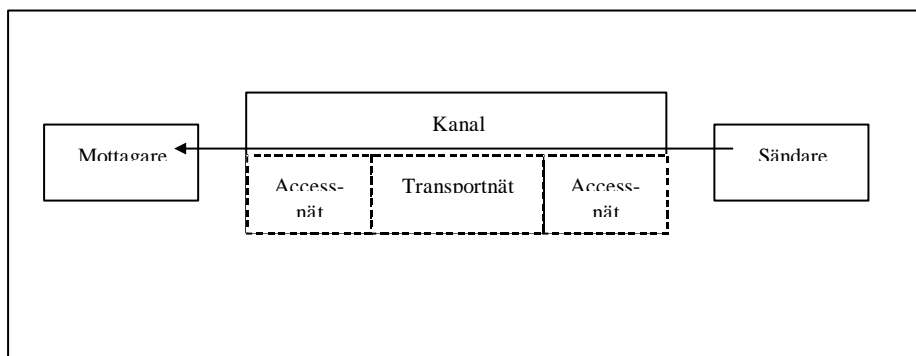 Kanal
Mottagare
Sändare
Access-
nät
Transportnät
Access-
nät